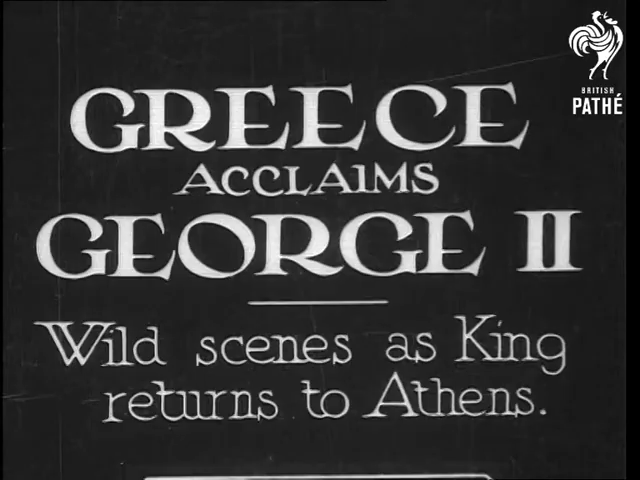 GREECE
ACCLAIMS
GEORGE II
Wild scenes as King
returns to Athens.
BRITISH
PATHÉ